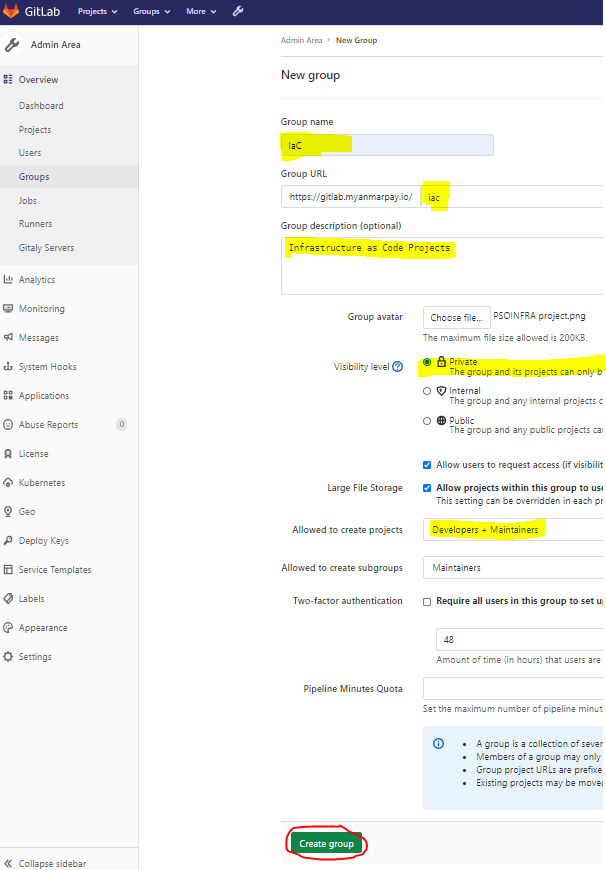 GitLab Projects Groups More
Admin Area
Overview
Dashboard
Projects
Users
Groups
Jobs
Runners
Gitaly Servers
Analytics
Monitoring
Messages
System Hooks
Applications
Abuse Reports 0
License
Kubernetes
Geo
Deploy Keys
Service Templates
Labels
Appearance
Settings
Collapse sidebar
Admin Area > New Group
New group
Group name
IaC
Group URL
https://gitlab.myanmarpay.io/ iac
Group description (optional)
Infrastructure as Code Projects
Group avatar Choose file... PSOINFRA project.png
The maximum file size allowed is 200KB.
Visibility level Private
The group and its projects can only b
Internal
The group and any internal projects c
Public
The group and any public projects ca
Allow users to request access (if visibilit
Large File Storage Allow projects within this group to use
This setting can be overridden in each pr
Allowed to create projects Developers + Maintainers
Allowed to create subgroups Maintainers
Two-factor authentication Require all users in this group to set up
48
Amount of time (in hours) that users are
Pipeline Minutes Quota
Set the maximum number of pipeline minut
A group is a collection of sever
Members of a group may only
Group project URLs are prefixe
Existing projects may be move
Create group